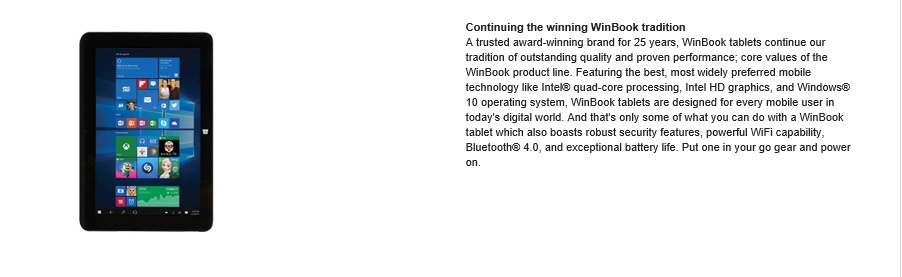 Continuing the winning WinBook tradition
A trusted award-winning brand for 25 years, WinBook tablets continue our
tradition of outstanding quality and proven performance; core values of the
WinBook product line. Featuring the best, most widely preferred mobile
technology like Intel® quad-core processing, Intel HD graphics, and Windows®
10 operating system, WinBook tablets are designed for every mobile user in
today's digital world. And that's only some of what you can do with a WinBook
tablet which also boasts robust security features, powerful WiFi capability,
Bluetooth® 4.0, and exceptional battery life. Put one in your go gear and power
on.